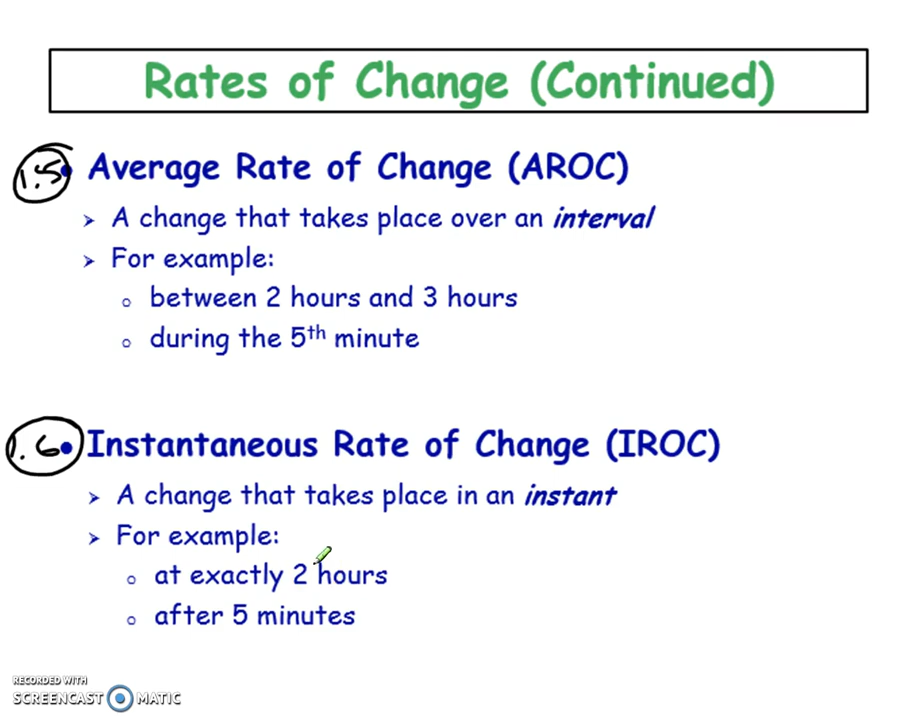 Rates of Change (Continued)
1.5 • Average Rate of Change (AROC)
➢ A change that takes place over an interval
➢ For example:
o between 2 hours and 3 hours
o during the 5th minute
1.6 • Instantaneous Rate of Change (IROC)
➢ A change that takes place in an instant
➢ For example:
o at exactly 2 hours
o after 5 minutes
RECORDED WITH
SCREENCAST MATIC